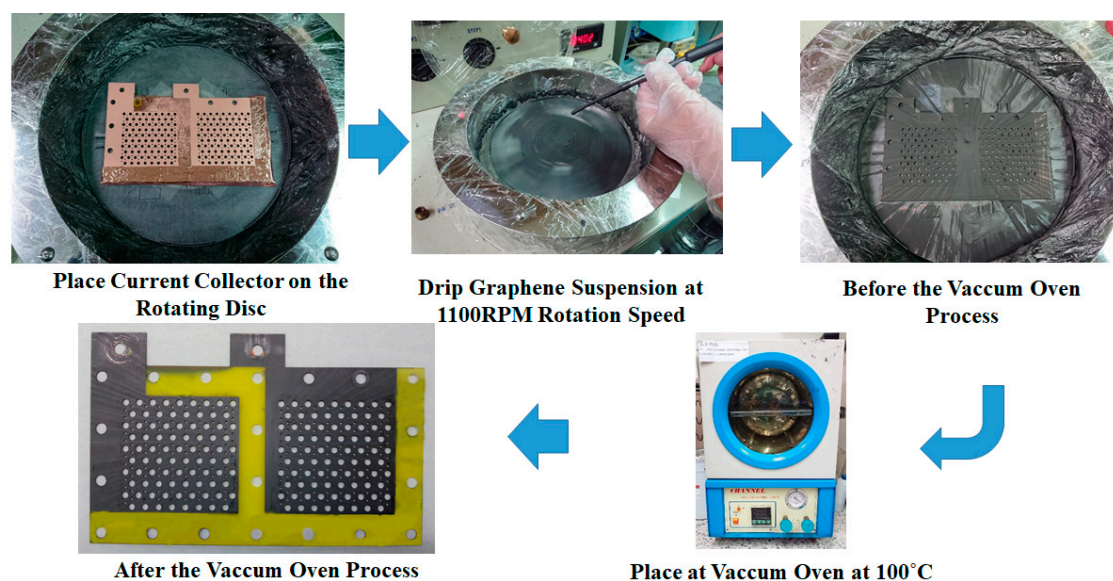 Place Current Collector on the
Rotating Disc
Drip Graphene Suspension at
1100RPM Rotation Speed
Before the Vaccum Oven
Process
CHANNEL
After the Vaccum Oven Process
Place at Vaccum Oven at 100°C